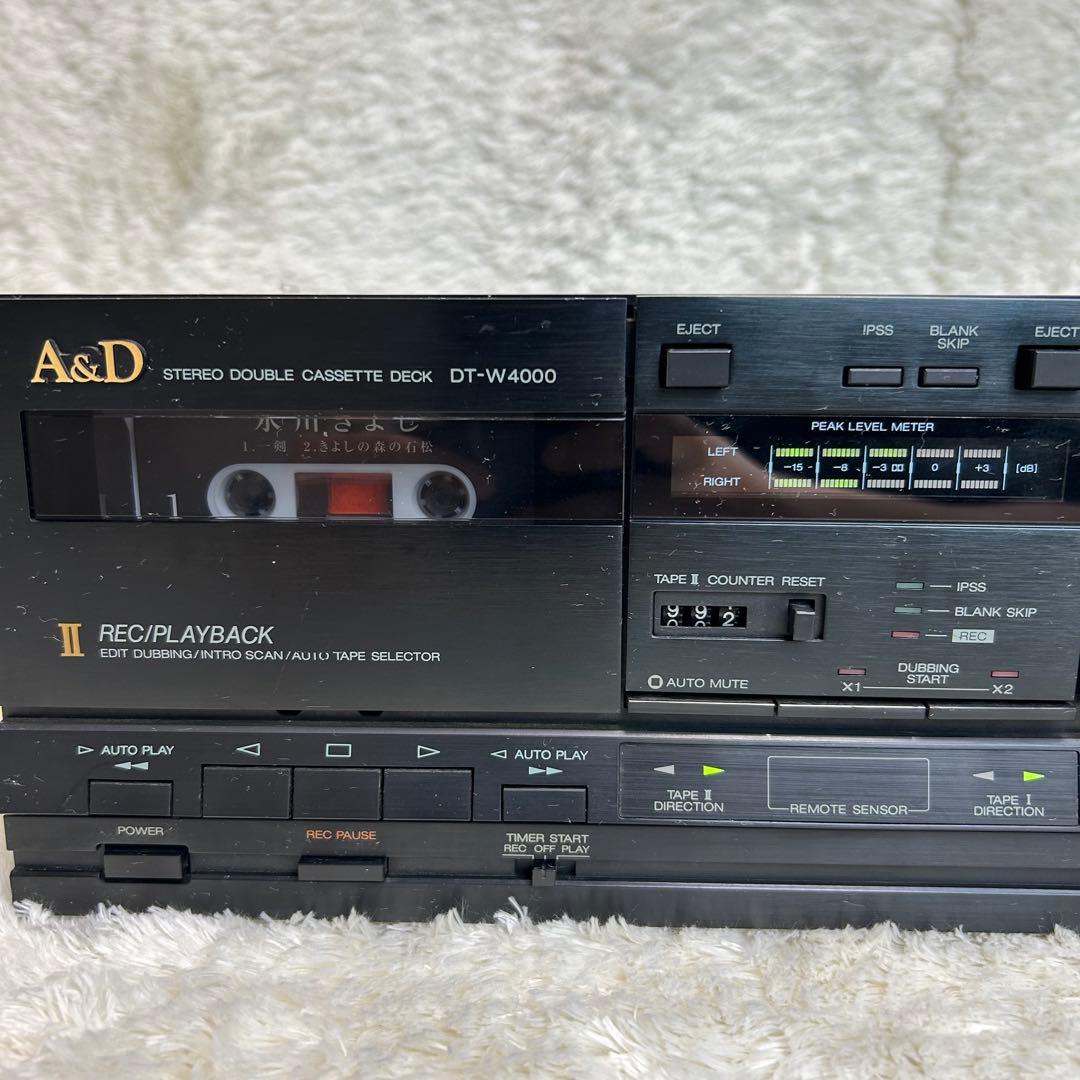 A&D STEREO DOUBLE CASSETTE DECK DT-W4000
氷川きよし
1.一剣 2.きよしの森の石松
1
II REC/PLAYBACK
EDIT DUBBING/INTRO SCAN/AUTO TAPE SELECTOR
EJECT IPSS BLANK SKIP EJECT
PEAK LEVEL METER
LEFT
-15 -8 -3 0 +3 [dB]
RIGHT
TAPE II COUNTER RESET
IPSS
BLANK SKIP
REC
AUTO MUTE
DUBBING
START
X1 X2
AUTO PLAY
AUTO PLAY
TAPE II
DIRECTION
REMOTE SENSOR
TAPE I
DIRECTION
POWER
REC PAUSE
TIMER START
REC OFF PLAY